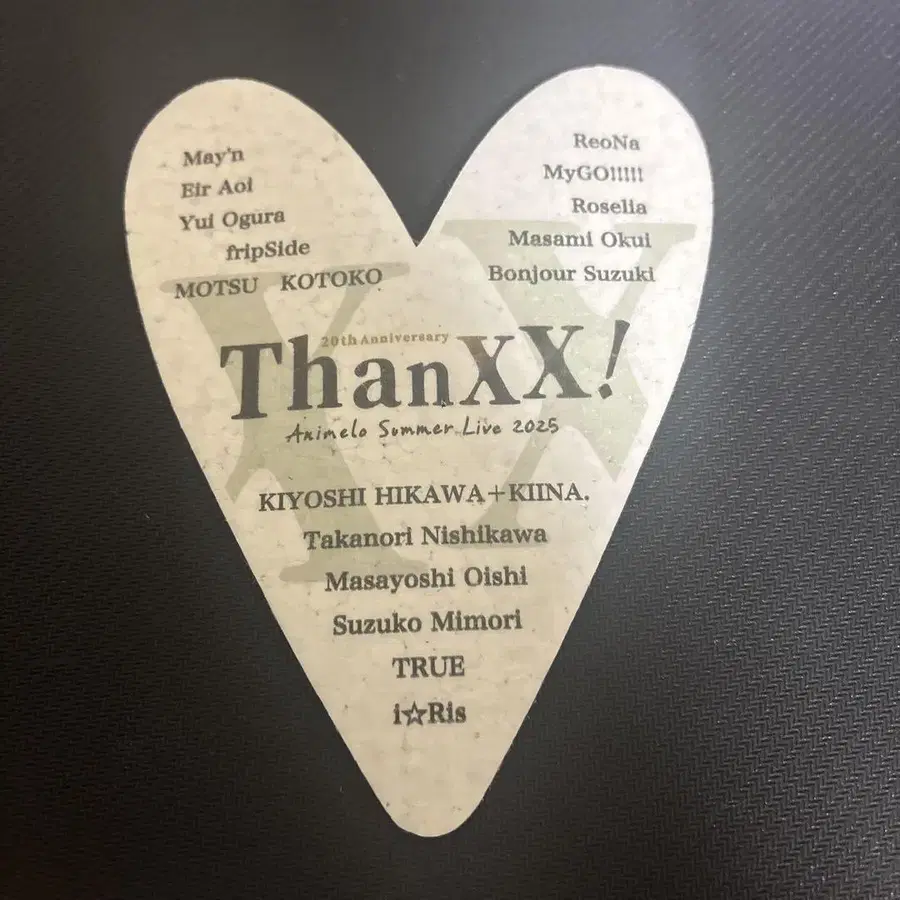 May'n
Eir Aoi
Yui Ogura
fripSide
MOTSU KOTOKO
ReoNa
MyGO!!!!!
Roselia
Masami Okui
Bonjour Suzuki
20th Anniversary
ThanXX!
Animelo Summer Live 2025
KIYOSHI HIKAWA+KIINA.
Takanori Nishikawa
Masayoshi Oishi
Suzuko Mimori
TRUE
i☆Ris
XX